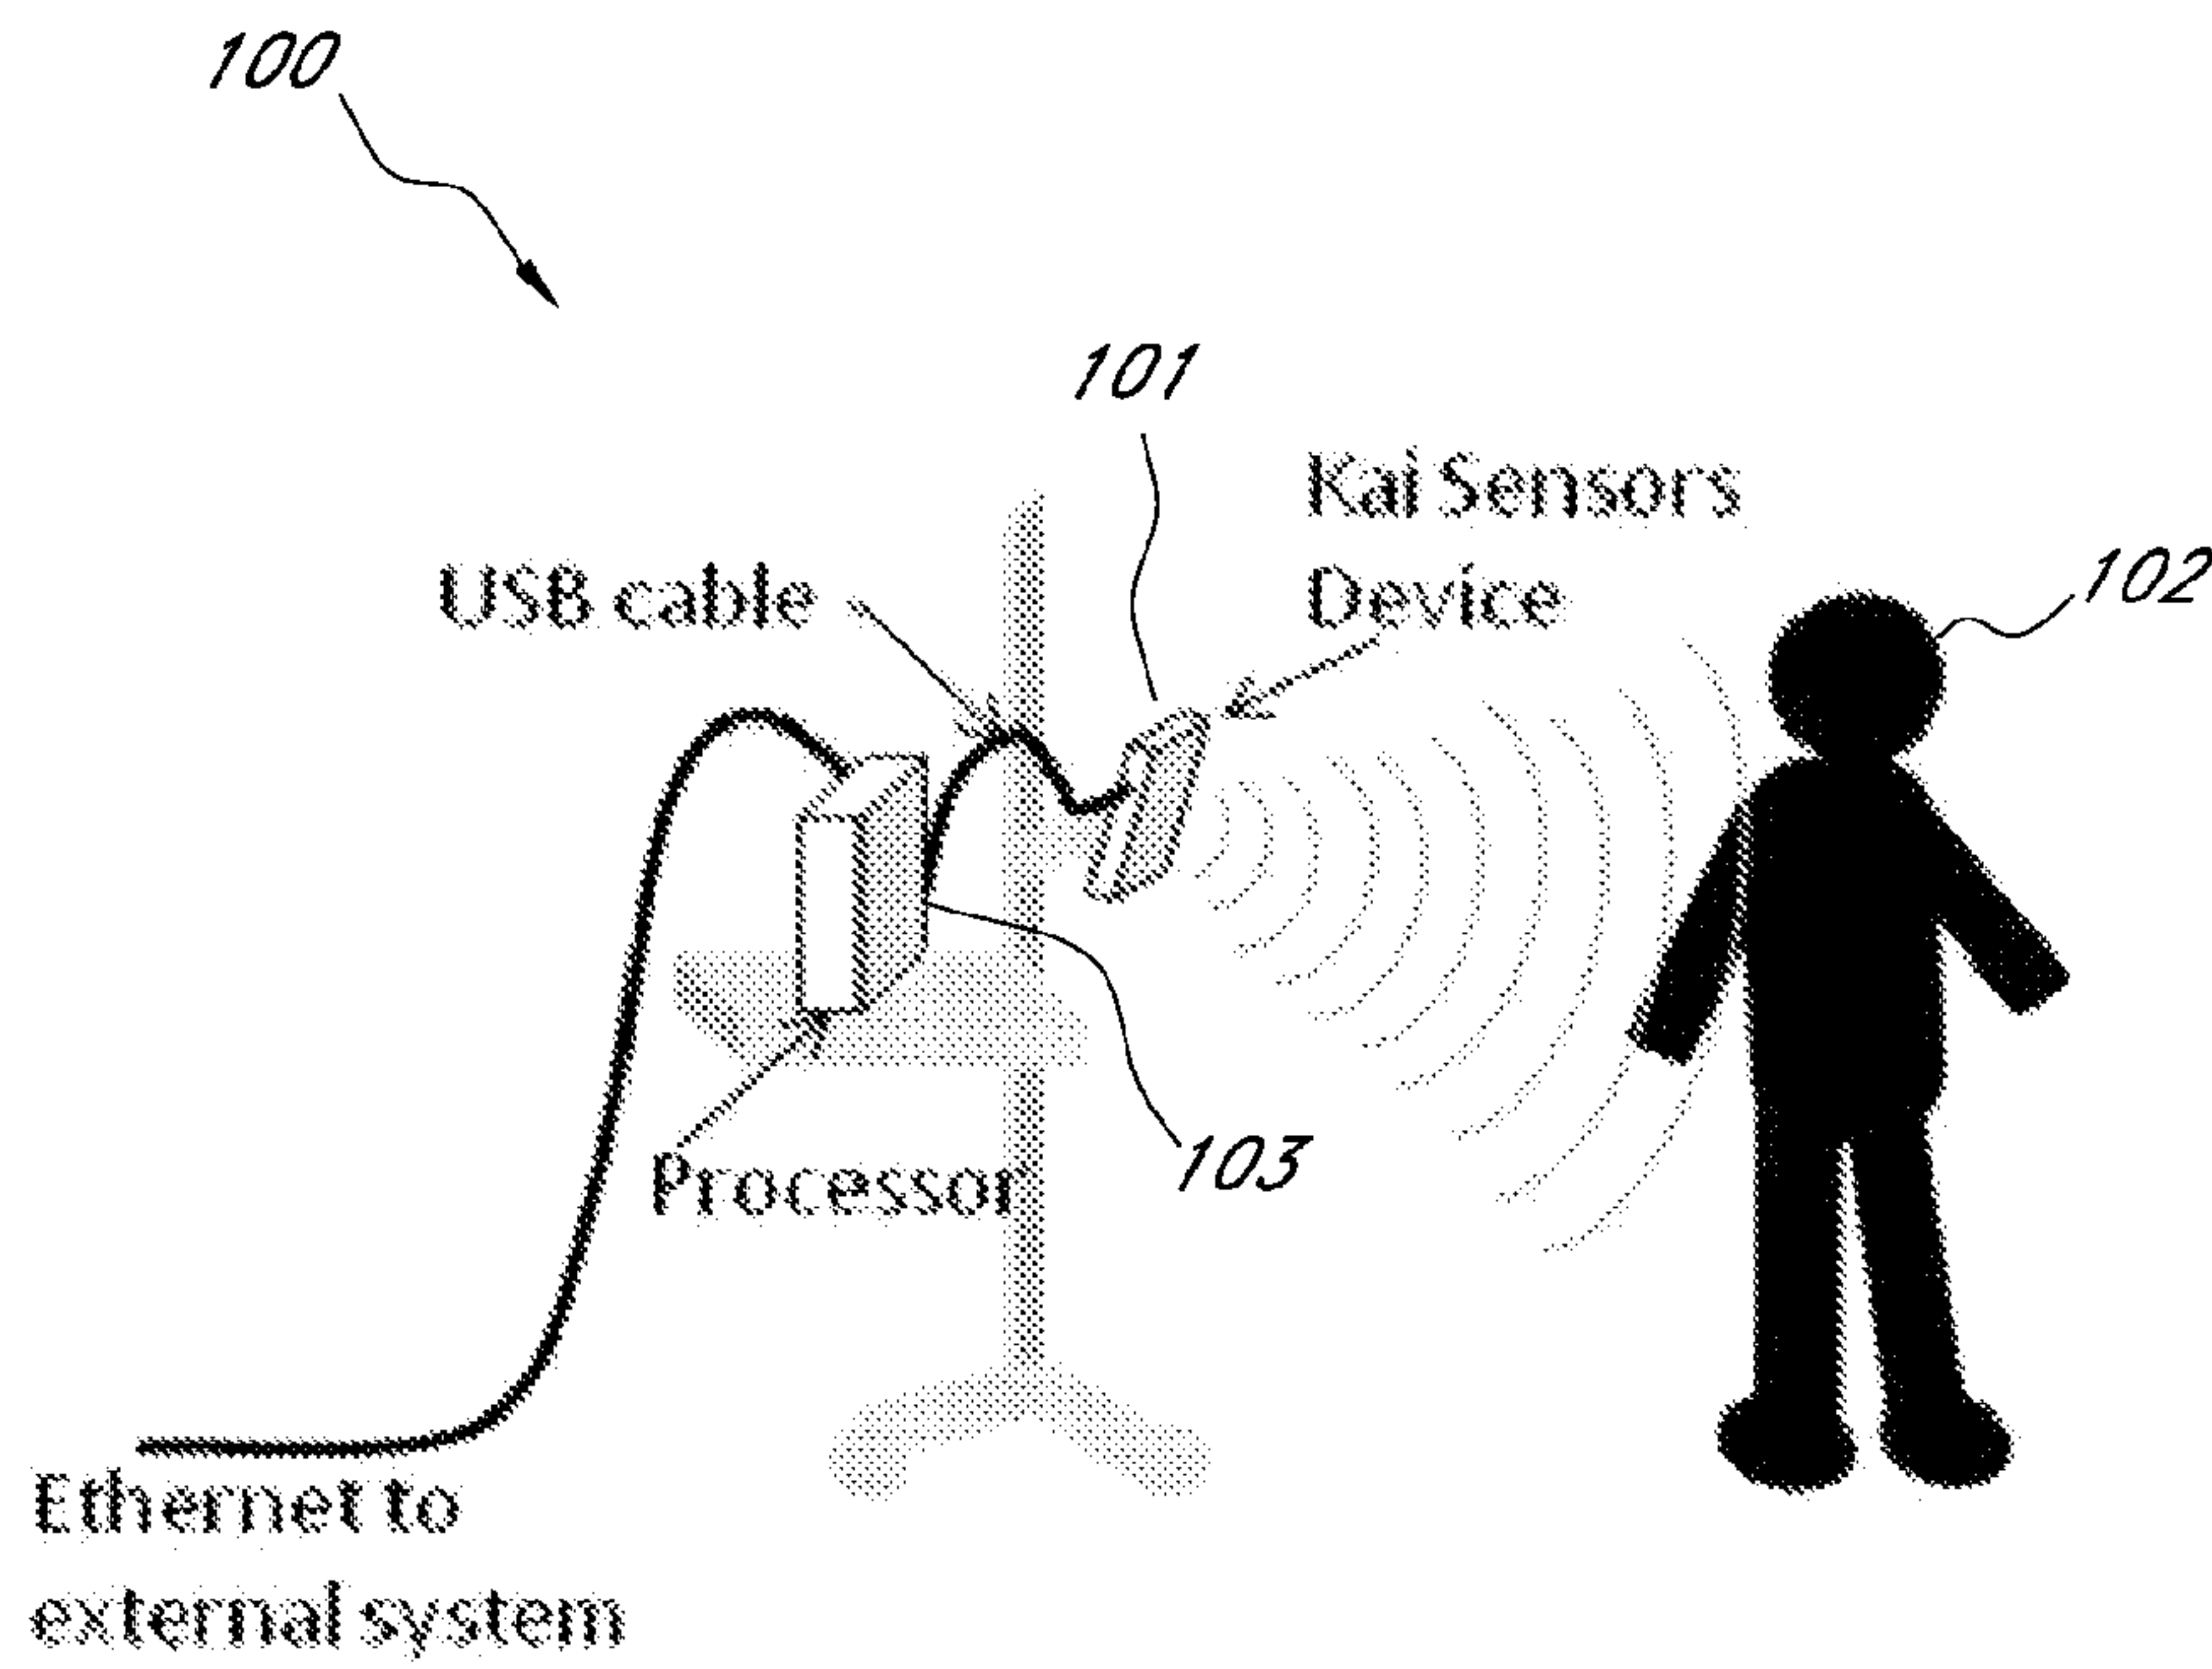 100
101
Kai Sensors
Device
USB cable
102
103
Processor
Ethernet to
external system